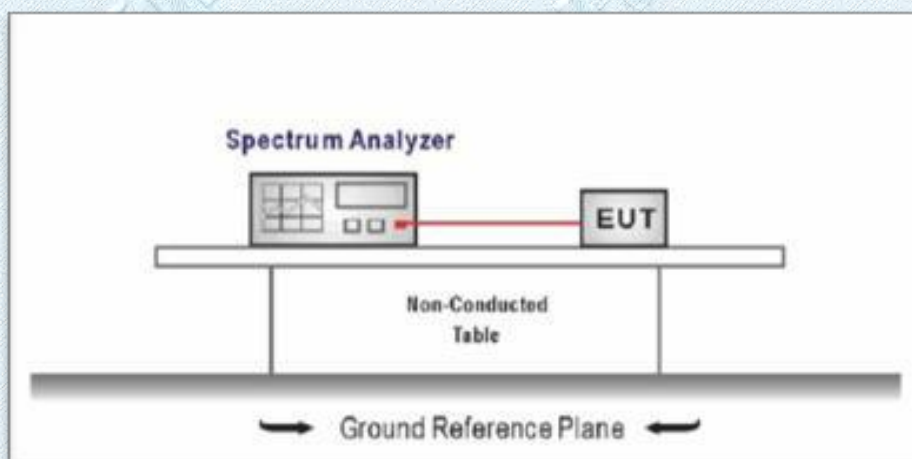 Spectrum Analyzer
EUT
Non-Conducted
Table
Ground Reference Plane